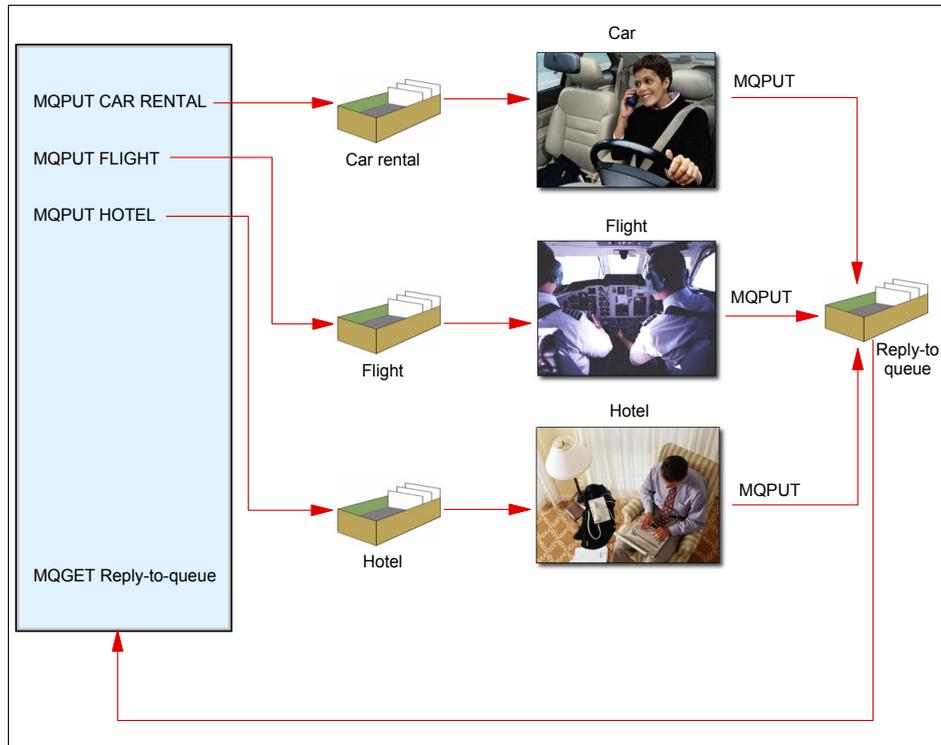 Car
MQPUT CAR RENTAL
MQPUT
Car rental
MQPUT FLIGHT
MQPUT HOTEL
Flight
MQPUT
Flight
Reply-to
queue
Hotel
MQPUT
Hotel
MQGET Reply-to-queue